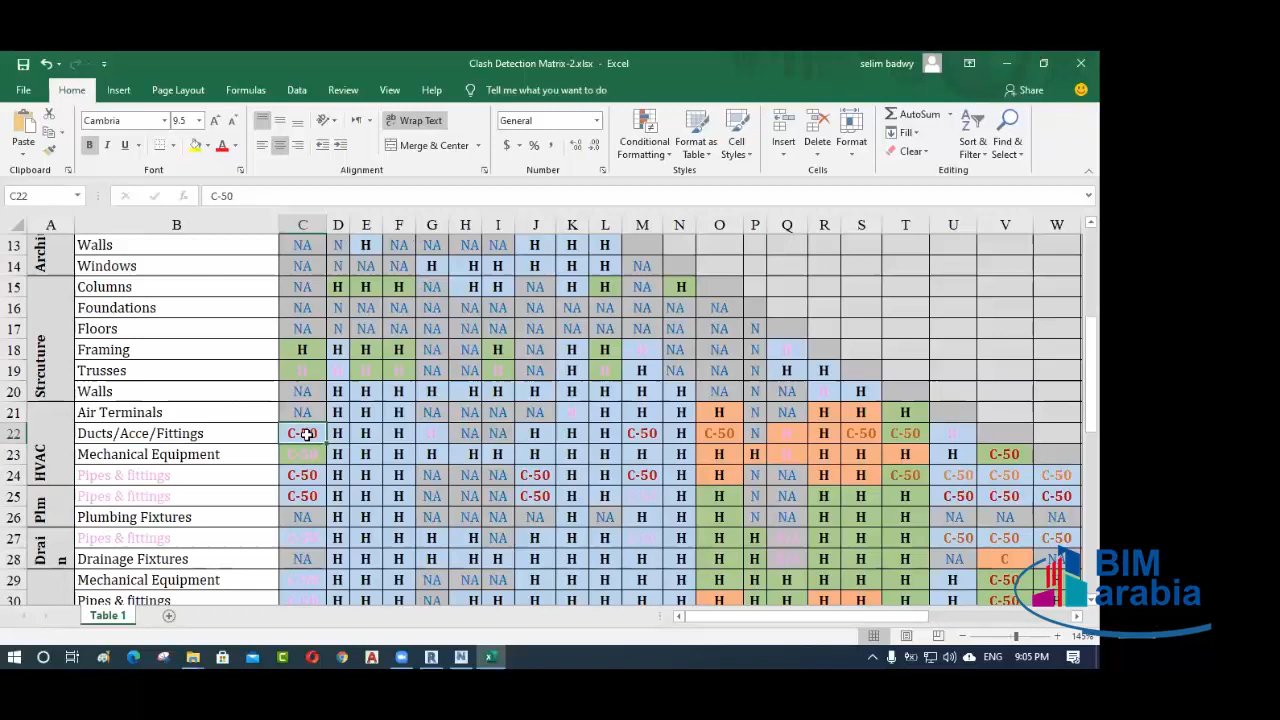 Clash Detection Matrix-2.xlsx - Excel
selim badwy
File Home Insert Page Layout Formulas Data Review View Help Tell me what you want to do Share
Cambria 9.5 Wrap Text General AutoSum
Paste B I U Merge & Center $ % Conditional Formatting Format as Table Cell Styles Insert Delete Format Fill Clear Sort & Filter Find & Select
Clipboard Font Alignment Number Styles Cells Editing
C22 C-50
A B C D E F G H I J K L M N O P Q R S T U V W
13 Walls NA N H NA NA NA NA H H H
14 Windows NA N NA NA H H H H H H NA
15 Columns NA H H H NA H H NA H H NA H
16 Foundations NA N NA NA NA NA NA NA NA NA NA NA NA
17 Floors NA N NA NA NA NA NA NA NA NA NA NA NA N
18 Framing H H H H NA NA H NA H H H NA NA N H
19 Trusses H H H H NA NA H NA H H H NA NA N H H
20 Walls NA H H H H H H H H H H H NA N NA H H
21 Air Terminals NA H H H NA NA NA NA H H H H H N NA H H H
22 Ducts/Acce/Fittings C-50 H H H H NA NA H H H C-50 H C-50 N H H C-50 C-50 H
23 Mechanical Equipment C-50 H H H H H H H H H H H H H H H H H H C-50
24 Pipes & fittings C-50 H H H NA NA NA C-50 H H C-50 H H N NA H H C-50 C-50 C-50 C-50
25 Pipes & fittings C-50 H H H NA NA NA C-50 H H H H N NA H H H C-50 C-50 C-50
26 Plumbing Fixtures NA H H H NA NA NA NA H NA H H H N NA H H H NA NA NA
27 Pipes & fittings H H H H H NA H H H H H H H H H H C-50 C-50 C-50
28 Drainage Fixtures NA H H H H H H H H H H H H H H H H NA C
29 Mechanical Equipment H H H NA NA NA H H H H H H H H H H H H C-50 H
30 Pipes & fittings H H H NA H H H H H H H H H H H H H H C-50 H
Archi
Strcuture
HVAC
Plm
Drai
n
BIM
arabia
Table 1
145%
ENG 9:05 PM